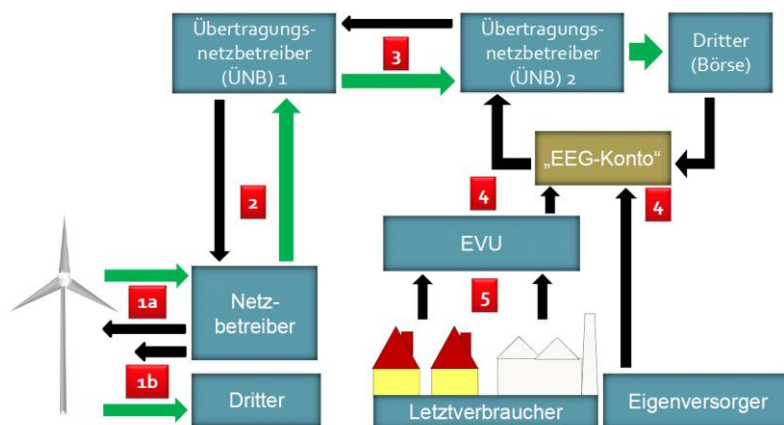 Übertragungs-
netzbetreiber
(ÜNB) 1
3
Übertragungs-
netzbetreiber
(ÜNB) 2
Dritter
(Börse)
„EEG-Konto“
2
4
4
EVU
1a
Netz-
betreiber
5
1b
Dritter
Letztverbraucher
Eigenversorger